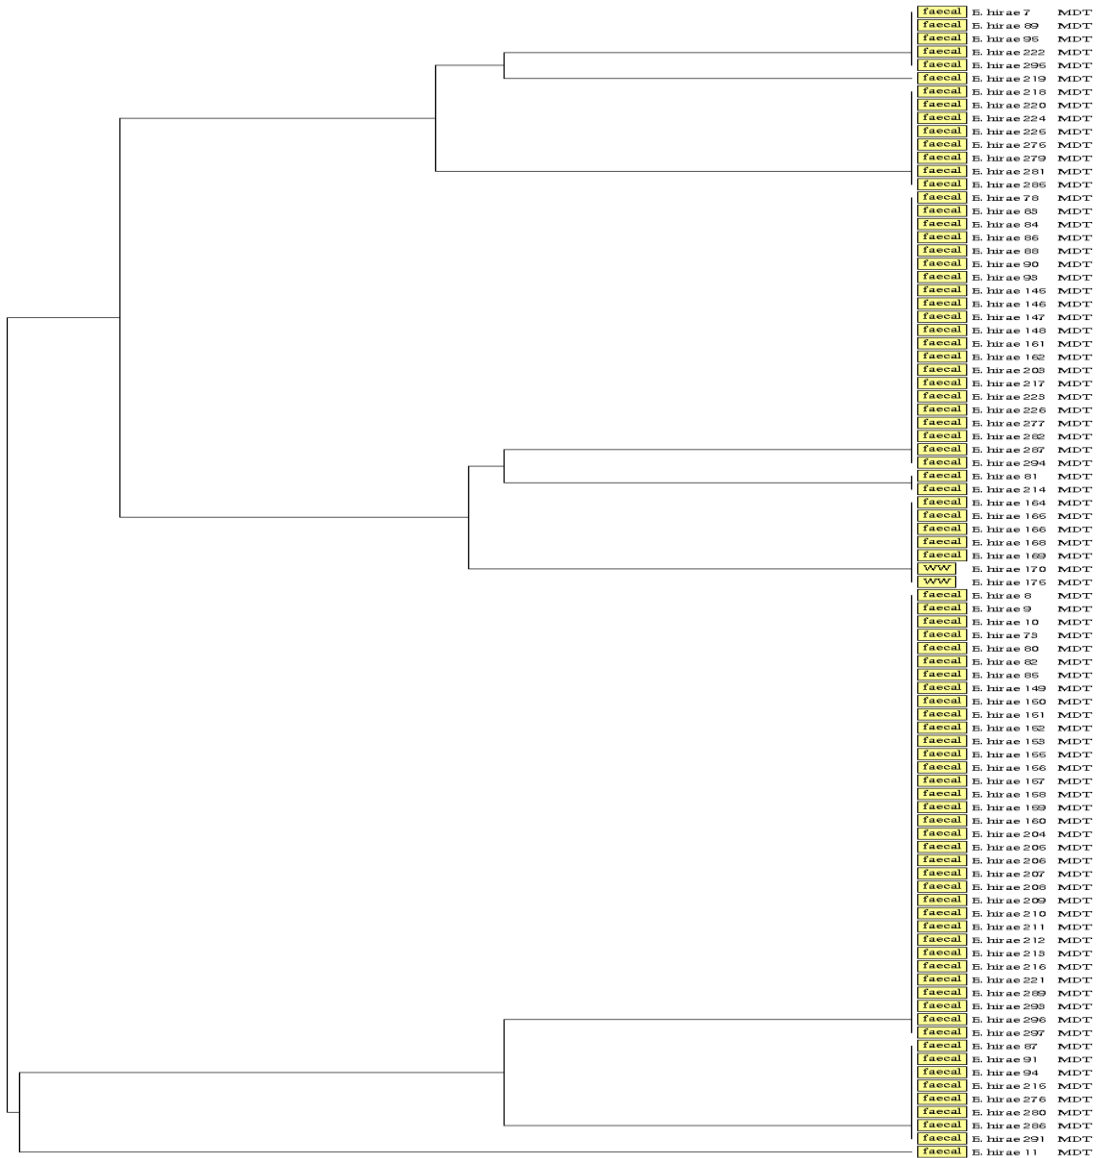 faecal E. hirae 7 MDT
faecal E. hirae 89 MDT
faecal E. hirae 95 MDT
faecal E. hirae 222 MDT
faecal E. hirae 295 MDT
faecal E. hirae 219 MDT
faecal E. hirae 218 MDT
faecal E. hirae 220 MDT
faecal E. hirae 224 MDT
faecal E. hirae 225 MDT
faecal E. hirae 275 MDT
faecal E. hirae 279 MDT
faecal E. hirae 281 MDT
faecal E. hirae 285 MDT
faecal E. hirae 78 MDT
faecal E. hirae 83 MDT
faecal E. hirae 84 MDT
faecal E. hirae 86 MDT
faecal E. hirae 88 MDT
faecal E. hirae 90 MDT
faecal E. hirae 93 MDT
faecal E. hirae 145 MDT
faecal E. hirae 146 MDT
faecal E. hirae 147 MDT
faecal E. hirae 148 MDT
faecal E. hirae 161 MDT
faecal E. hirae 162 MDT
faecal E. hirae 203 MDT
faecal E. hirae 217 MDT
faecal E. hirae 223 MDT
faecal E. hirae 226 MDT
faecal E. hirae 277 MDT
faecal E. hirae 282 MDT
faecal E. hirae 287 MDT
faecal E. hirae 294 MDT
faecal E. hirae 81 MDT
faecal E. hirae 214 MDT
faecal E. hirae 164 MDT
faecal E. hirae 165 MDT
faecal E. hirae 166 MDT
faecal E. hirae 168 MDT
faecal E. hirae 169 MDT
WW E. hirae 170 MDT
WW E. hirae 175 MDT
faecal E. hirae 8 MDT
faecal E. hirae 9 MDT
faecal E. hirae 10 MDT
faecal E. hirae 73 MDT
faecal E. hirae 80 MDT
faecal E. hirae 82 MDT
faecal E. hirae 85 MDT
faecal E. hirae 149 MDT
faecal E. hirae 150 MDT
faecal E. hirae 151 MDT
faecal E. hirae 152 MDT
faecal E. hirae 153 MDT
faecal E. hirae 155 MDT
faecal E. hirae 156 MDT
faecal E. hirae 157 MDT
faecal E. hirae 158 MDT
faecal E. hirae 159 MDT
faecal E. hirae 160 MDT
faecal E. hirae 204 MDT
faecal E. hirae 205 MDT
faecal E. hirae 206 MDT
faecal E. hirae 207 MDT
faecal E. hirae 208 MDT
faecal E. hirae 209 MDT
faecal E. hirae 210 MDT
faecal E. hirae 211 MDT
faecal E. hirae 212 MDT
faecal E. hirae 213 MDT
faecal E. hirae 216 MDT
faecal E. hirae 221 MDT
faecal E. hirae 289 MDT
faecal E. hirae 293 MDT
faecal E. hirae 296 MDT
faecal E. hirae 297 MDT
faecal E. hirae 87 MDT
faecal E. hirae 91 MDT
faecal E. hirae 94 MDT
faecal E. hirae 215 MDT
faecal E. hirae 276 MDT
faecal E. hirae 280 MDT
faecal E. hirae 286 MDT
faecal E. hirae 291 MDT
faecal E. hirae 11 MDT